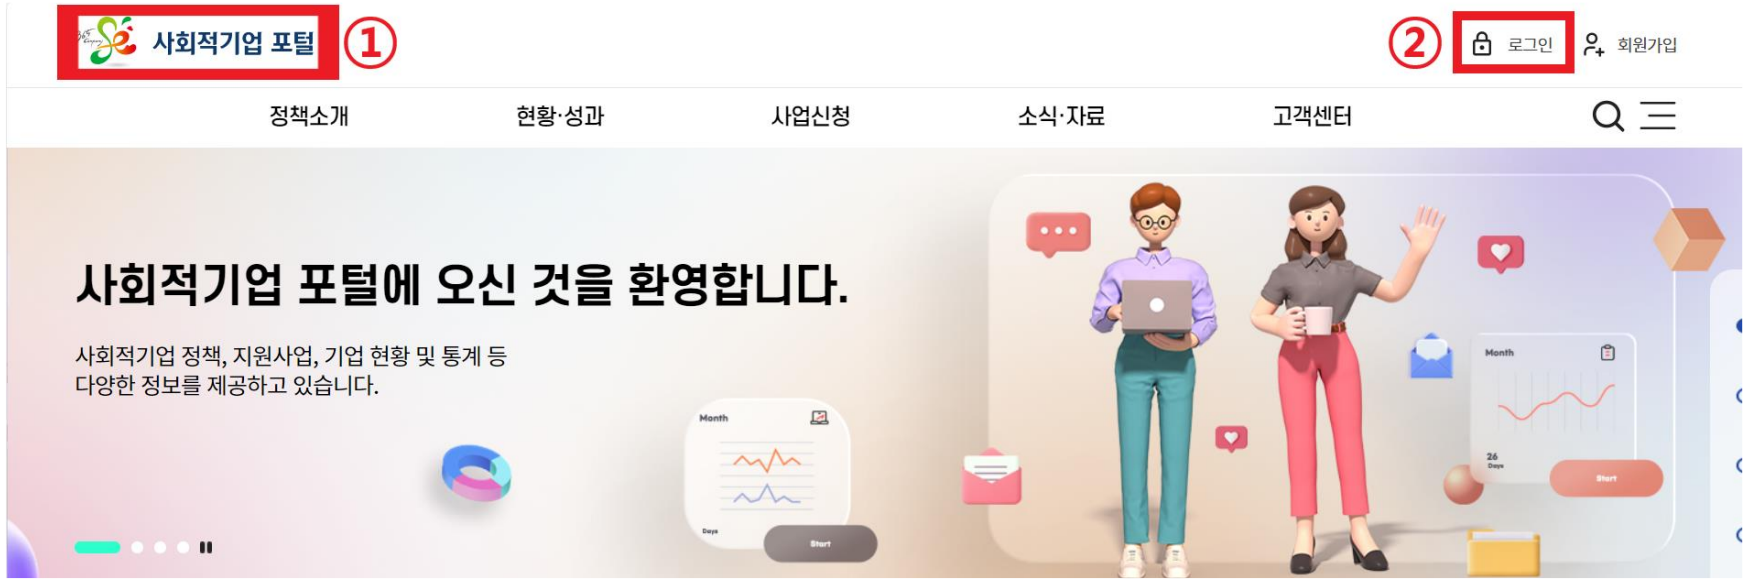 사회적기업 포털
①
②
로그인
회원가입
정책소개
현황·성과
사업신청
소식·자료
고객센터
사회적기업 포털에 오신 것을 환영합니다.
사회적기업 정책, 지원사업, 기업 현황 및 통계 등
다양한 정보를 제공하고 있습니다.
Month
Days
Start
Month
26
Days
Start